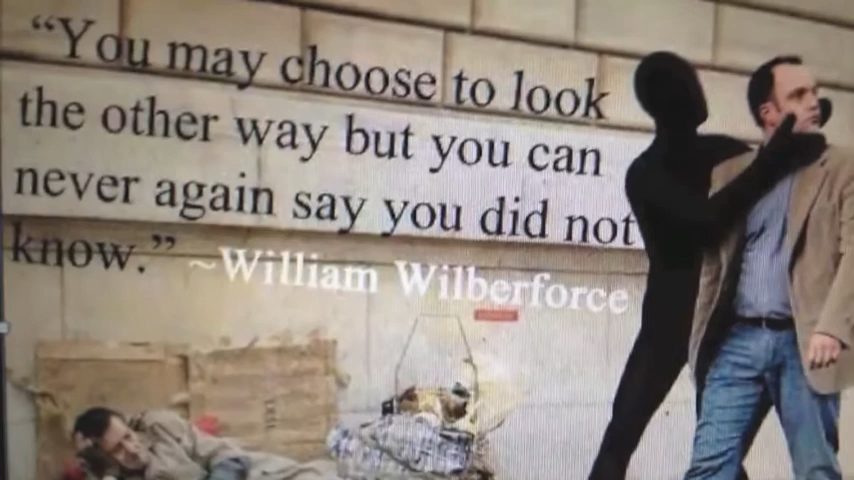 “You may choose to look
the other way but you can
never again say you did not
know.” ~William Wilberforce